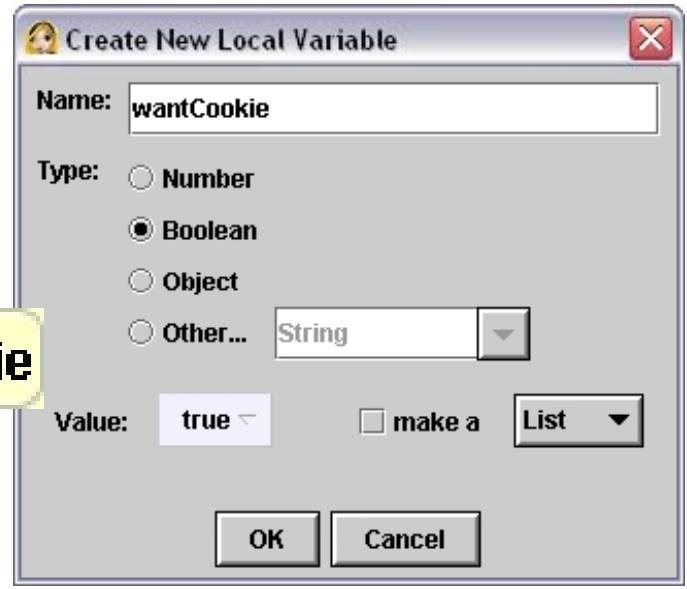 Create New Local Variable
Name: wantCookie
Type: Number
Boolean
Object
Other... String
ie
Value: true make a List
OK Cancel